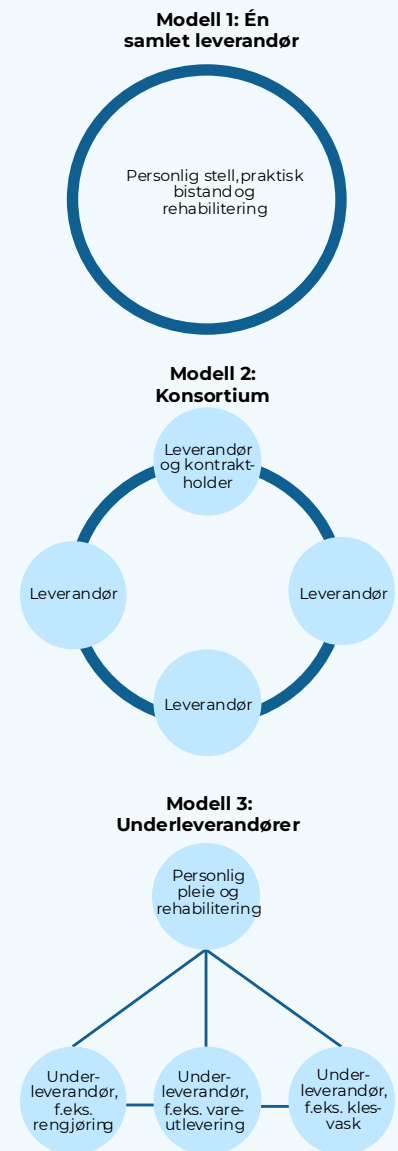 Modell 1: Én
samlet leverandør
Personlig stell, praktisk
bistand og
rehabilitering
Modell 2:
Konsortium
Leverandør
og kontrakt-
holder
Leverandør
Leverandør
Leverandør
Modell 3:
Underleverandører
Personlig
pleie og
rehabilitering
Under-
leverandør,
f.eks.
rengjøring
Under-
leverandør,
f.eks. vare-
utlevering
Under-
leverandør,
f.eks. kles-
vask